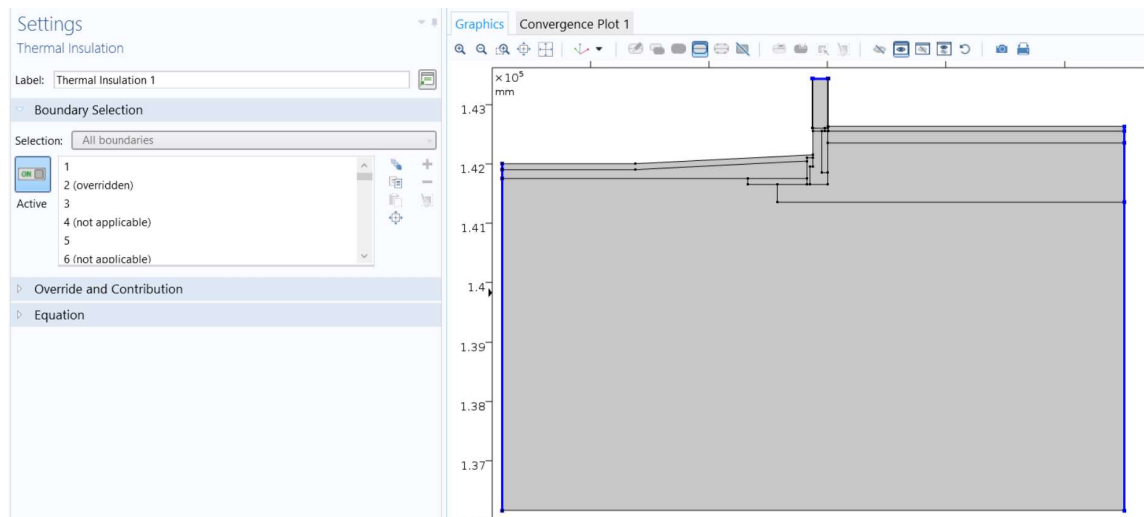 Settings
Thermal Insulation
Label: Thermal Insulation 1
Boundary Selection
Selection: All boundaries
ON
Active
1
2 (overridden)
3
4 (not applicable)
5
6 (not applicable)
Override and Contribution
Equation
Graphics Convergence Plot 1
×10⁵
mm
1.43
1.42
1.41
1.4
1.39
1.38
1.37